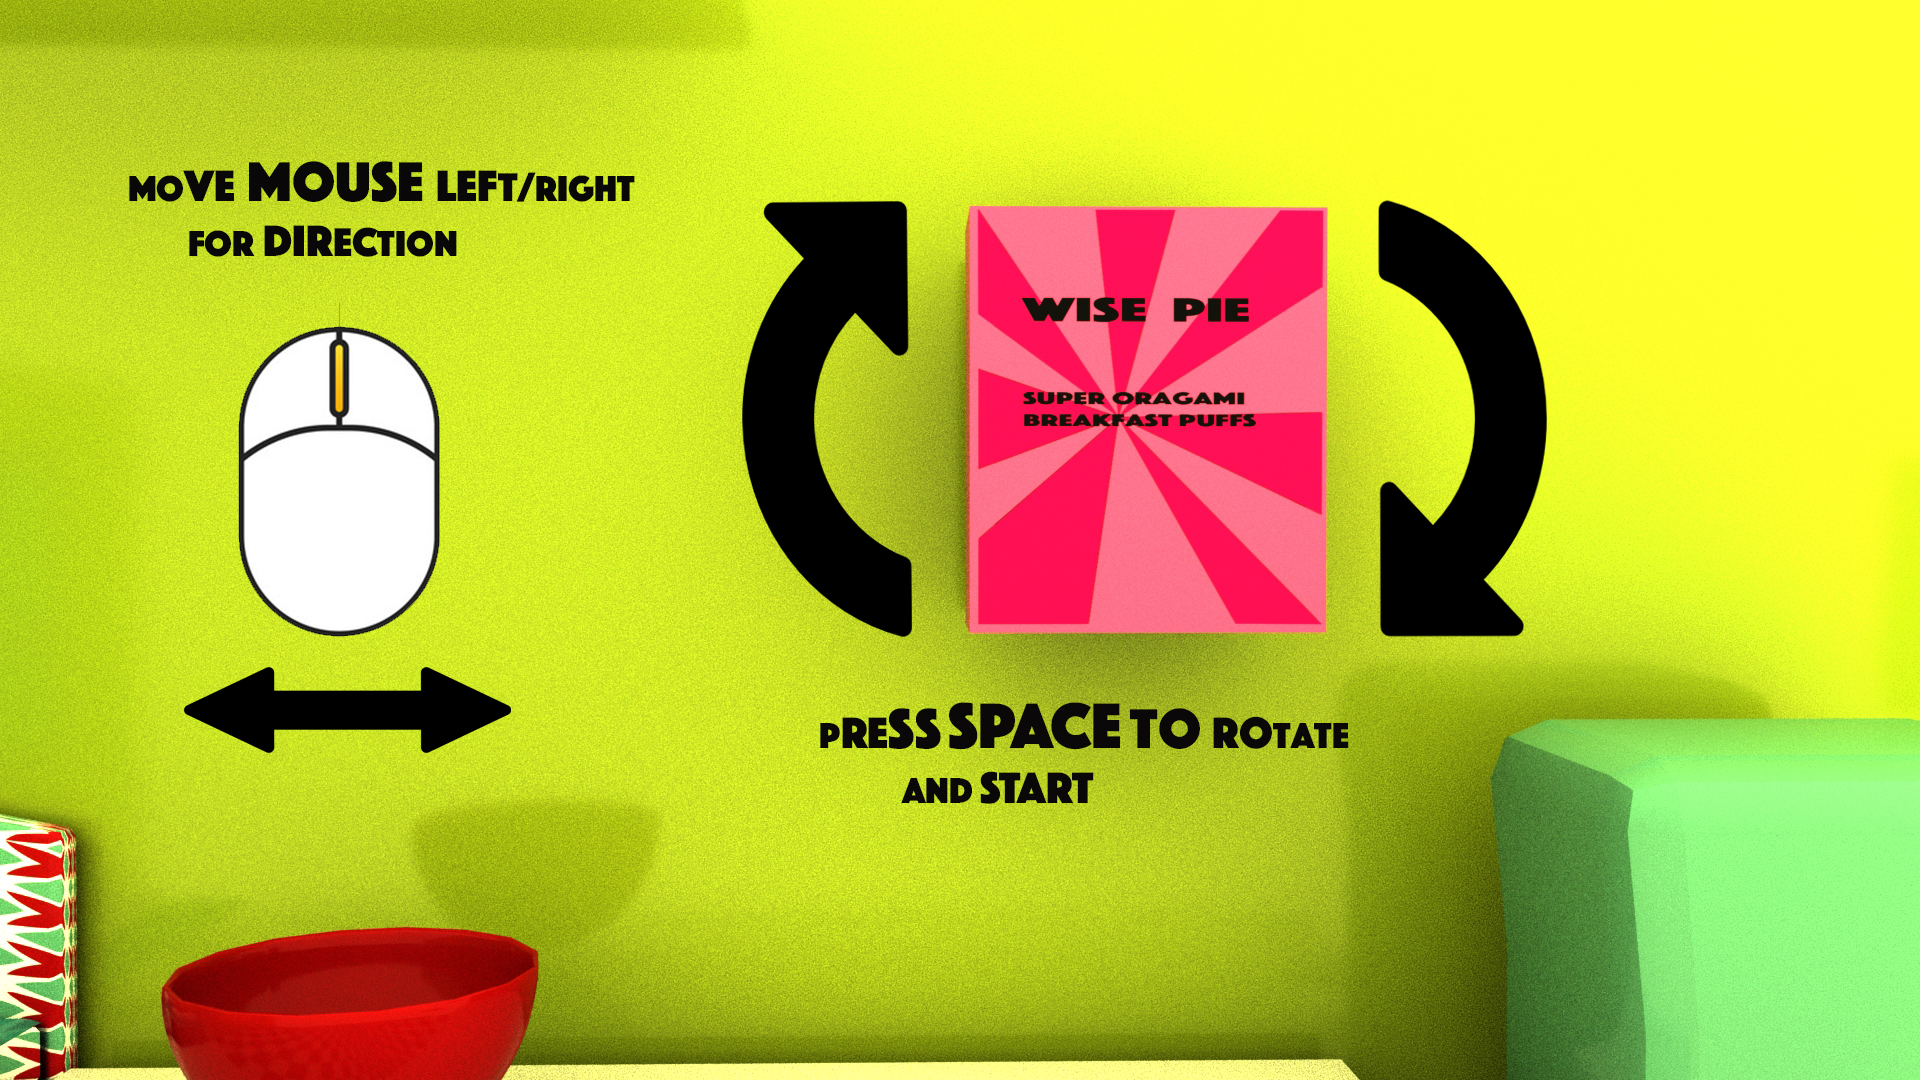 MOVE MOUSE LEFT/RIGHT
FOR DIRECTION
WISE PIE
SUPER ORAGAMI
BREAKFAST PUFFS
PRESS SPACE TO ROTATE
AND START